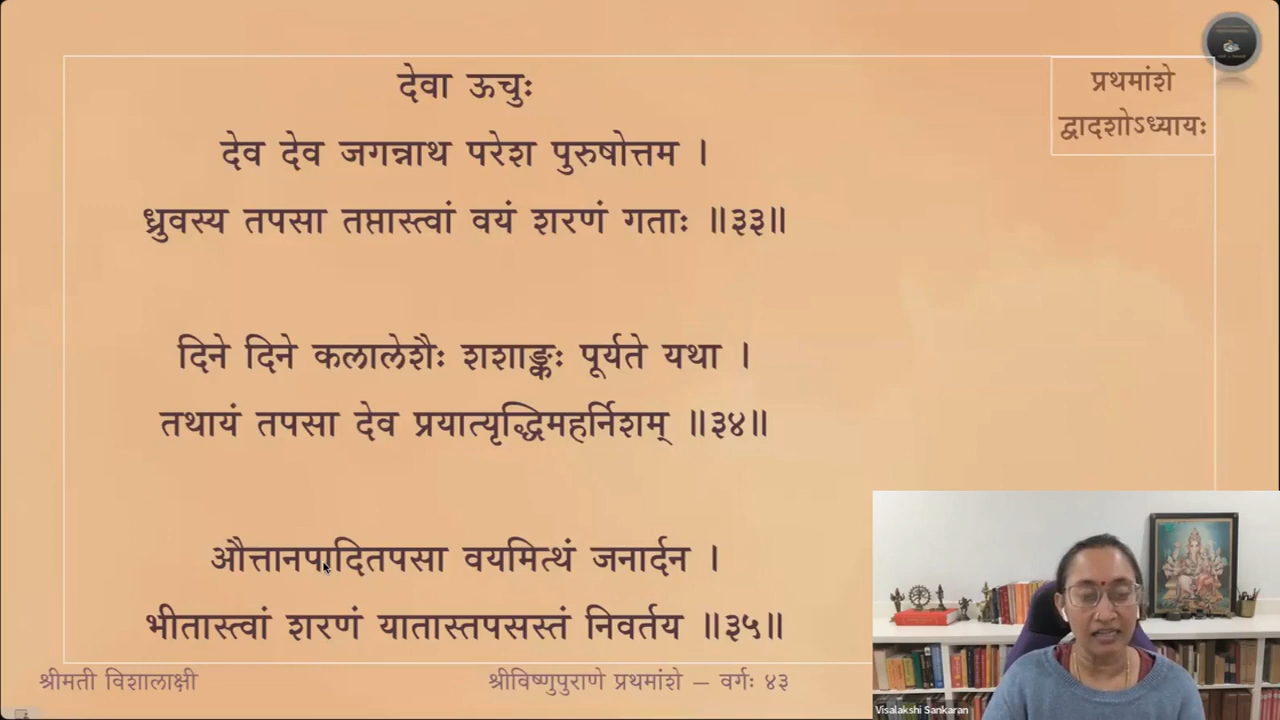 देवा ऊचुः
देव देव जगन्नाथ परेश पुरुषोत्तम ।
ध्रुवस्य तपसा तप्तास्त्वां वयं शरणं गताः ॥३३॥
दिने दिने कलालेशैः शशाङ्कः पूर्यते यथा ।
तथायं तपसा देव प्रयात्यृद्धिमहर्निशम् ॥३४॥
औत्तानपादितपसा वयमित्थं जनार्दन ।
भीतास्त्वां शरणं यातास्तपसस्तं निवर्तय ॥३५॥
प्रथमांशे
द्वादशोऽध्यायः
श्रीमती विशालाक्षी
श्रीविष्णुपुराणे प्रथमांशे – वर्गः ४३
Visalakshi Sankaran